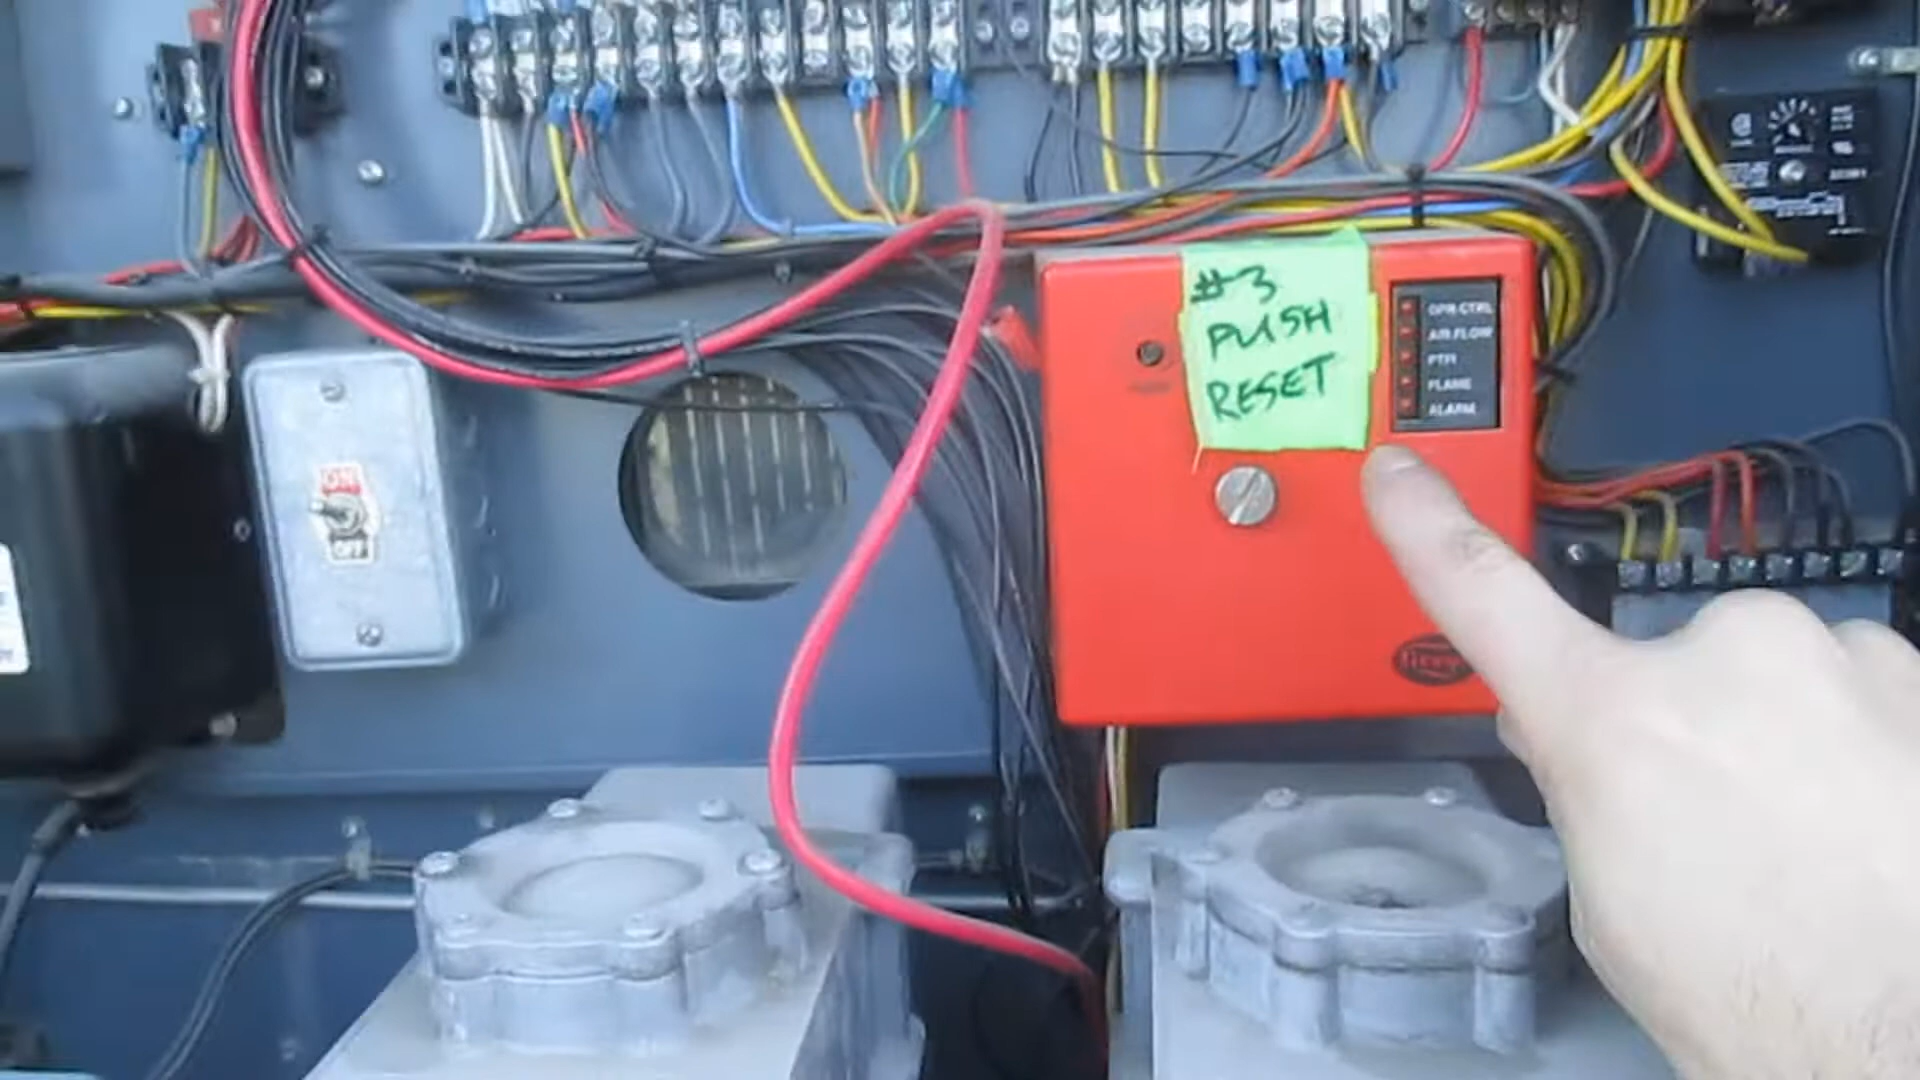 #3
PUSH
RESET
OPR CTRL
AIR FLOW
PTFI
FLAME
ALARM
ON
OFF